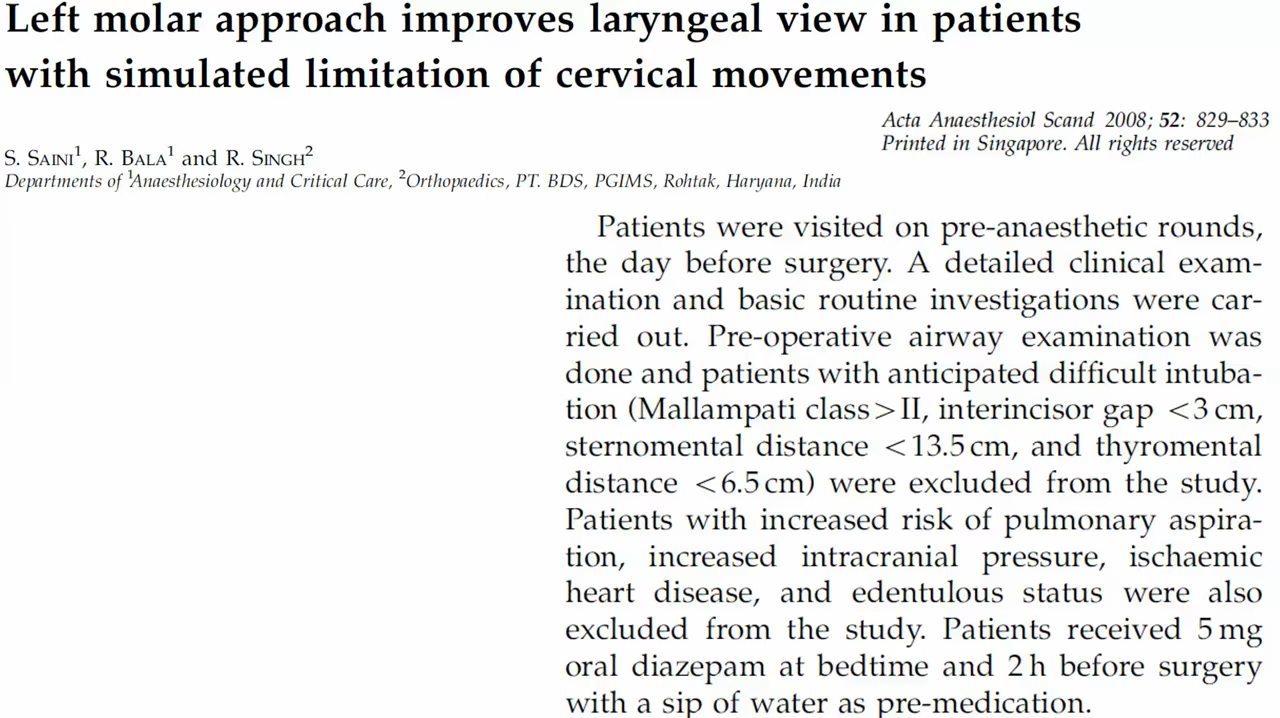 Left molar approach improves laryngeal view in patients
with simulated limitation of cervical movements
Acta Anaesthesiol Scand 2008; 52: 829–833
Printed in Singapore. All rights reserved
S. Saini1, R. Bala1 and R. Singh2
Departments of 1Anaesthesiology and Critical Care, 2Orthopaedics, PT. BDS, PGIMS, Rohtak, Haryana, India
Patients were visited on pre-anaesthetic rounds,
the day before surgery. A detailed clinical exam-
ination and basic routine investigations were car-
ried out. Pre-operative airway examination was
done and patients with anticipated difficult intuba-
tion (Mallampati class>II, interincisor gap <3 cm,
sternomental distance <13.5 cm, and thyromental
distance <6.5 cm) were excluded from the study.
Patients with increased risk of pulmonary aspira-
tion, increased intracranial pressure, ischaemic
heart disease, and edentulous status were also
excluded from the study. Patients received 5 mg
oral diazepam at bedtime and 2 h before surgery
with a sip of water as pre-medication.